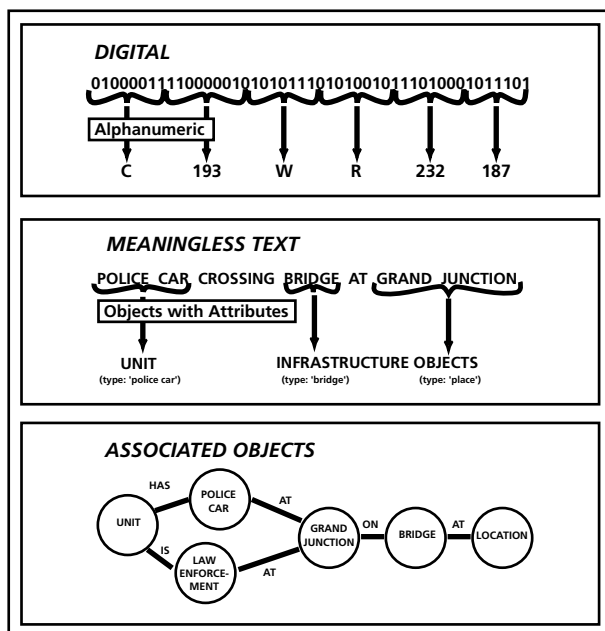 DIGITAL
01000011110000010101011101010010111010001011101
Alphanumeric
C 193 W R 232 187
MEANINGLESS TEXT
POLICE CAR CROSSING BRIDGE AT GRAND JUNCTION
Objects with Attributes
UNIT INFRASTRUCTURE OBJECTS
(type: 'police car') (type: 'bridge') (type: 'place')
ASSOCIATED OBJECTS
UNIT
HAS
POLICE
CAR
AT
IS
LAW
ENFORCE-
MENT
AT
GRAND
JUNCTION
ON
BRIDGE
AT
LOCATION